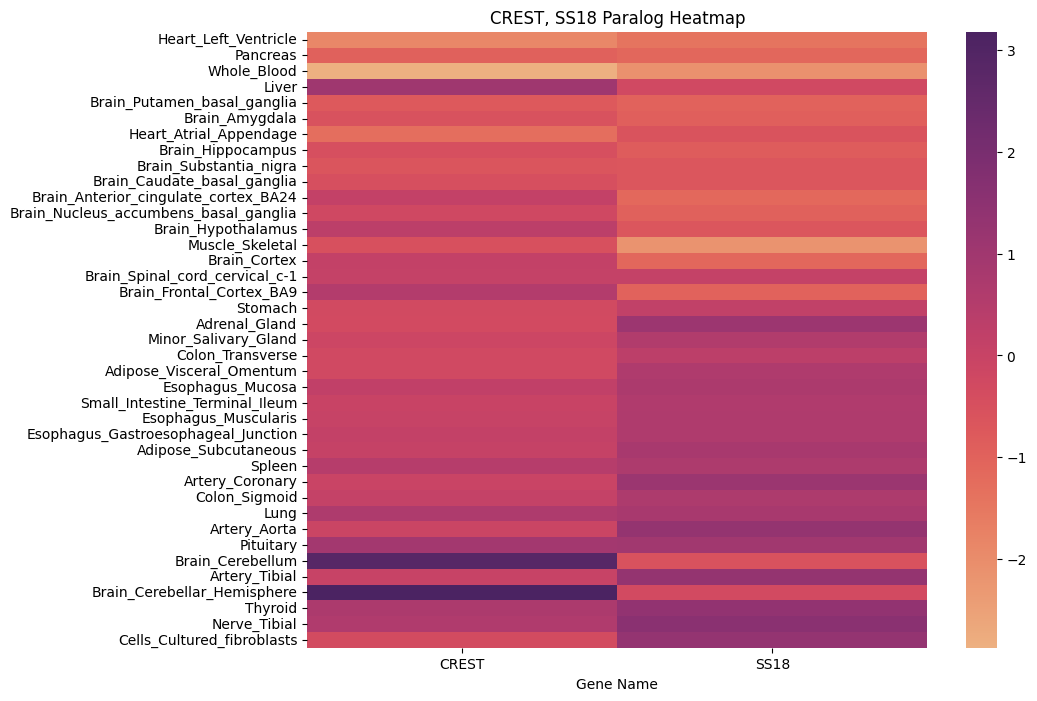 CREST, SS18 Paralog Heatmap
Heart_Left_Ventricle
Pancreas
Whole_Blood
Liver
Brain_Putamen_basal_ganglia
Brain_Amygdala
Heart_Atrial_Appendage
Brain_Hippocampus
Brain_Substantia_nigra
Brain_Caudate_basal_ganglia
Brain_Anterior_cingulate_cortex_BA24
Brain_Nucleus_accumbens_basal_ganglia
Brain_Hypothalamus
Muscle_Skeletal
Brain_Cortex
Brain_Spinal_cord_cervical_c-1
Brain_Frontal_Cortex_BA9
Stomach
Adrenal_Gland
Minor_Salivary_Gland
Colon_Transverse
Adipose_Visceral_Omentum
Esophagus_Mucosa
Small_Intestine_Terminal_Ileum
Esophagus_Muscularis
Esophagus_Gastroesophageal_Junction
Adipose_Subcutaneous
Spleen
Artery_Coronary
Colon_Sigmoid
Lung
Artery_Aorta
Pituitary
Brain_Cerebellum
Artery_Tibial
Brain_Cerebellar_Hemisphere
Thyroid
Nerve_Tibial
Cells_Cultured_fibroblasts
CREST SS18
Gene Name
3
2
1
0
−1
−2